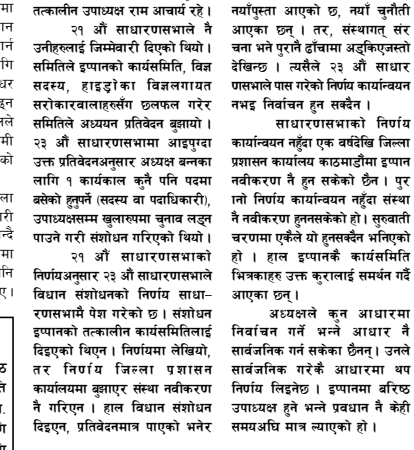 तत्कालीन उपाध्यक्ष राम आचार्य रहे ।
२१ औं साधारणसभाले नै
उनीहरुलाई जिम्मेवारी दिएको थियो ।
समितिले इप्पानको कार्यसमिति, विज्ञ
सदस्य, हाइड्रोका विज्ञलगायत
सरोकारवालाहरुसँग छलफल गरेर
समितिले अध्ययन प्रतिवेदन बुझायो ।
२३ औं साधारणसभामा आइपुग्दा
उक्त प्रतिवेदनअनुसार अध्यक्ष बन्नका
लागि १ कार्यकाल कुनै पनि पदमा
बसेको हुनुपर्ने (सदस्य वा पदाधिकारी),
उपाध्यक्षसम्म खुलारुपमा चुनाव लड्न
पाउने गरी संशोधन गरिएको थियो ।
२१ औं साधारणसभाको
निर्णयअनुसार २३ औं साधारणसभाले
विधान संशोधनको निर्णय साधा–
रणसभामै पेश गरेको छ । संशोधन
इप्पानको तत्कालीन कार्यसमितिलाई
दिइएको थिएन । निर्णयमा लेखियो,
तर निर्णय जिल्ला प्रशासन
कार्यालयमा बुझाएर संस्था नवीकरण
नै गरिएन । हाल विधान संशोधन
दिइएन, प्रतिवेदनमात्र पाएको भनेर
नयाँपुस्ता आएको छ, नयाँ चुनौती
आएका छन् । तर, संस्थागत् संर
चना भने पुरानै ढाँचामा अड्किएजस्तो
देखिन्छ । त्यसैले २३ औं साधार
णसभाले पास गरेको निर्णय कार्यान्वयन
नभइ निर्वाचन हुन सक्दैन ।
साधारणसभाको निर्णय
कार्यान्वयन नहुँदा एक वर्षदेखि जिल्ला
प्रशासन कार्यालय काठमाडौंमा इप्पान
नवीकरण नै हुन सकेको छैन । पुर
ानो निर्णय कार्यान्वयन नहुँदा संस्था
नै नवीकरण हुननसकेको हो । सुरुवाती
चरणमा एकैले यो हुनसक्दैन भनिएको
हो । हाल इप्पानकै कार्यसमिति
भित्रकाहरु उक्त कुरालाई समर्थन गर्दै
आएका छन् ।
अध्यक्षले कुन आधारमा
निर्वाचन गर्ने भन्ने आधार नै
सार्वजनिक गर्न सकेका छैनन् । उनले
सार्वजनिक गरेकै आधारमा थप
निर्णय लिइनेछ । इप्पानमा बरिष्ठ
उपाध्यक्ष हुने भन्ने प्रवधान नै केही
समयअघि मात्र ल्याएको हो ।